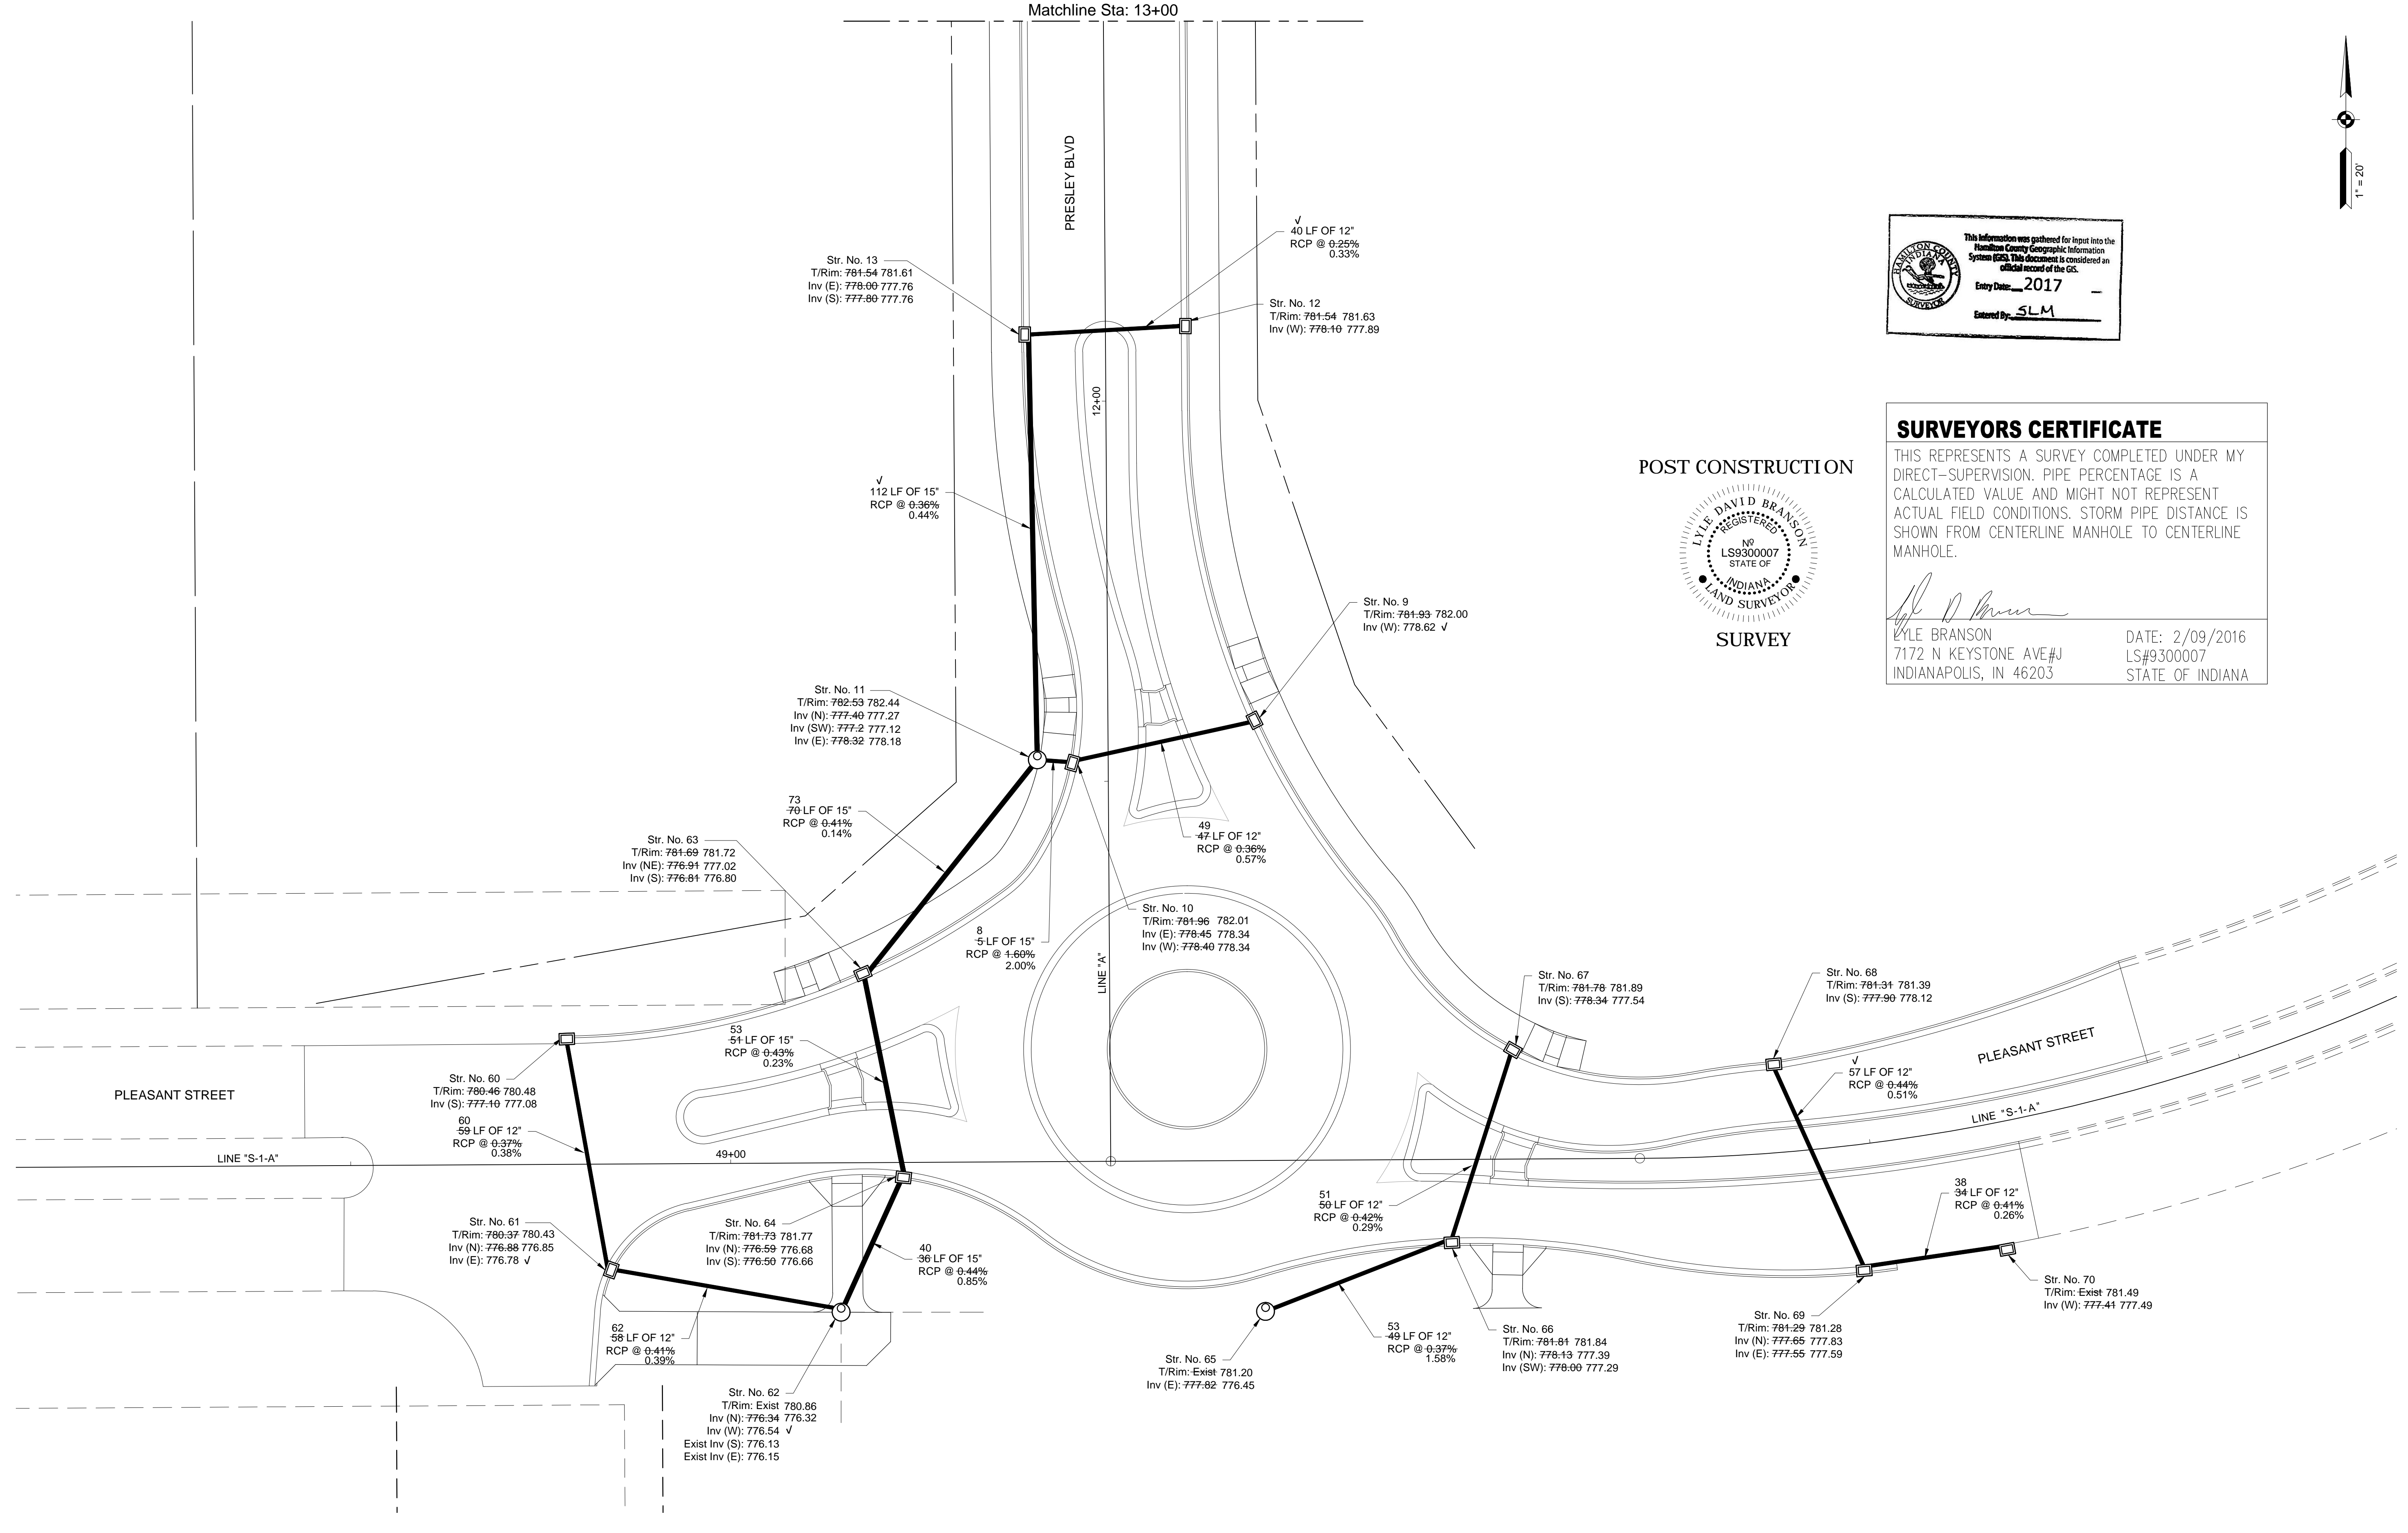 Matchline Sta: 13+00
1" = 20'
PRESLEY BLVD
√
40 LF OF 12"
RCP @ 0.25%
0.33%
Str. No. 13
T/Rim: 781.54 781.61
Inv (E): 778.00 777.76
Inv (S): 777.80 777.76
Str. No. 12
T/Rim: 781.54 781.63
Inv (W): 778.10 777.89
12+00
This information was gathered for input into the
Hamilton County Geographic Information
System (GIS). This document is considered an
official record of the GIS.
Entry Date: 2017
Entered By: SLM
HAMILTON COUNTY
INDIANA
SURVEYOR
SURVEYORS CERTIFICATE
THIS REPRESENTS A SURVEY COMPLETED UNDER MY
DIRECT-SUPERVISION. PIPE PERCENTAGE IS A
CALCULATED VALUE AND MIGHT NOT REPRESENT
ACTUAL FIELD CONDITIONS. STORM PIPE DISTANCE IS
SHOWN FROM CENTERLINE MANHOLE TO CENTERLINE
MANHOLE.
LYLE BRANSON
7172 N KEYSTONE AVE#J
INDIANAPOLIS, IN 46203
DATE: 2/09/2016
LS#9300007
STATE OF INDIANA
POST CONSTRUCTION
LYLE DAVID BRANSON
REGISTERED
Nº
LS9300007
STATE OF
INDIANA
LAND SURVEYOR
SURVEY
√
112 LF OF 15"
RCP @ 0.36%
0.44%
Str. No. 9
T/Rim: 781.93 782.00
Inv (W): 778.62 √
Str. No. 11
T/Rim: 782.53 782.44
Inv (N): 777.40 777.27
Inv (SW): 777.2 777.12
Inv (E): 778.32 778.18
73
70 LF OF 15"
RCP @ 0.41%
0.14%
49
47 LF OF 12"
RCP @ 0.36%
0.57%
Str. No. 63
T/Rim: 781.69 781.72
Inv (NE): 776.91 777.02
Inv (S): 776.81 776.80
Str. No. 10
T/Rim: 781.96 782.01
Inv (E): 778.45 778.34
Inv (W): 778.40 778.34
8
5 LF OF 15"
RCP @ 1.60%
2.00%
LINE "A"
Str. No. 67
T/Rim: 781.78 781.89
Inv (S): 778.34 777.54
Str. No. 68
T/Rim: 781.31 781.39
Inv (S): 777.90 778.12
53
51 LF OF 15"
RCP @ 0.43%
0.23%
PLEASANT STREET
√
57 LF OF 12"
RCP @ 0.44%
0.51%
PLEASANT STREET
Str. No. 60
T/Rim: 780.46 780.48
Inv (S): 777.10 777.08
60
59 LF OF 12"
RCP @ 0.37%
0.38%
LINE "S-1-A"
LINE "S-1-A"
49+00
51
50 LF OF 12"
RCP @ 0.42%
0.29%
38
34 LF OF 12"
RCP @ 0.41%
0.26%
Str. No. 61
T/Rim: 780.37 780.43
Inv (N): 776.88 776.85
Inv (E): 776.78 √
Str. No. 64
T/Rim: 781.73 781.77
Inv (N): 776.59 776.68
Inv (S): 776.50 776.66
40
36 LF OF 15"
RCP @ 0.44%
0.85%
Str. No. 70
T/Rim: Exist 781.49
Inv (W): 777.41 777.49
62
58 LF OF 12"
RCP @ 0.41%
0.39%
53
49 LF OF 12"
RCP @ 0.37%
1.58%
Str. No. 66
T/Rim: 781.81 781.84
Inv (N): 778.13 777.39
Inv (SW): 778.00 777.29
Str. No. 69
T/Rim: 781.29 781.28
Inv (N): 777.65 777.83
Inv (E): 777.55 777.59
Str. No. 65
T/Rim: Exist 781.20
Inv (E): 777.82 776.45
Str. No. 62
T/Rim: Exist 780.86
Inv (N): 776.34 776.32
Inv (W): 776.54 √
Exist Inv (S): 776.13
Exist Inv (E): 776.15